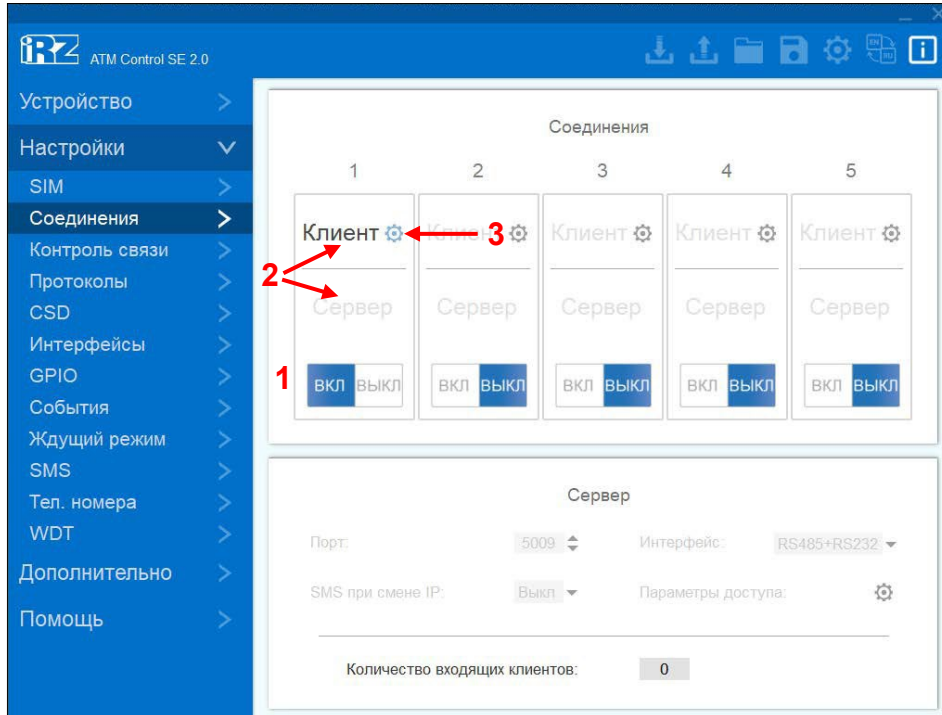 iRZ ATM Control SE 2.0
EN
RU
i
Устройство
Настройки
SIM
Соединения
Контроль связи
Протоколы
CSD
Интерфейсы
GPIO
События
Ждущий режим
SMS
Тел. номера
WDT
Дополнительно
Помощь
Соединения
1 2 3 4 5
Клиент 3 Клиент Клиент Клиент Клиент
2
Сервер Сервер Сервер Сервер Сервер
1
ВКЛ ВЫКЛ ВКЛ ВЫКЛ ВКЛ ВЫКЛ ВКЛ ВЫКЛ ВКЛ ВЫКЛ
Сервер
Порт: 5009 Интерфейс: RS485+RS232
SMS при смене IP: Выкл Параметры доступа:
Количество входящих клиентов: 0